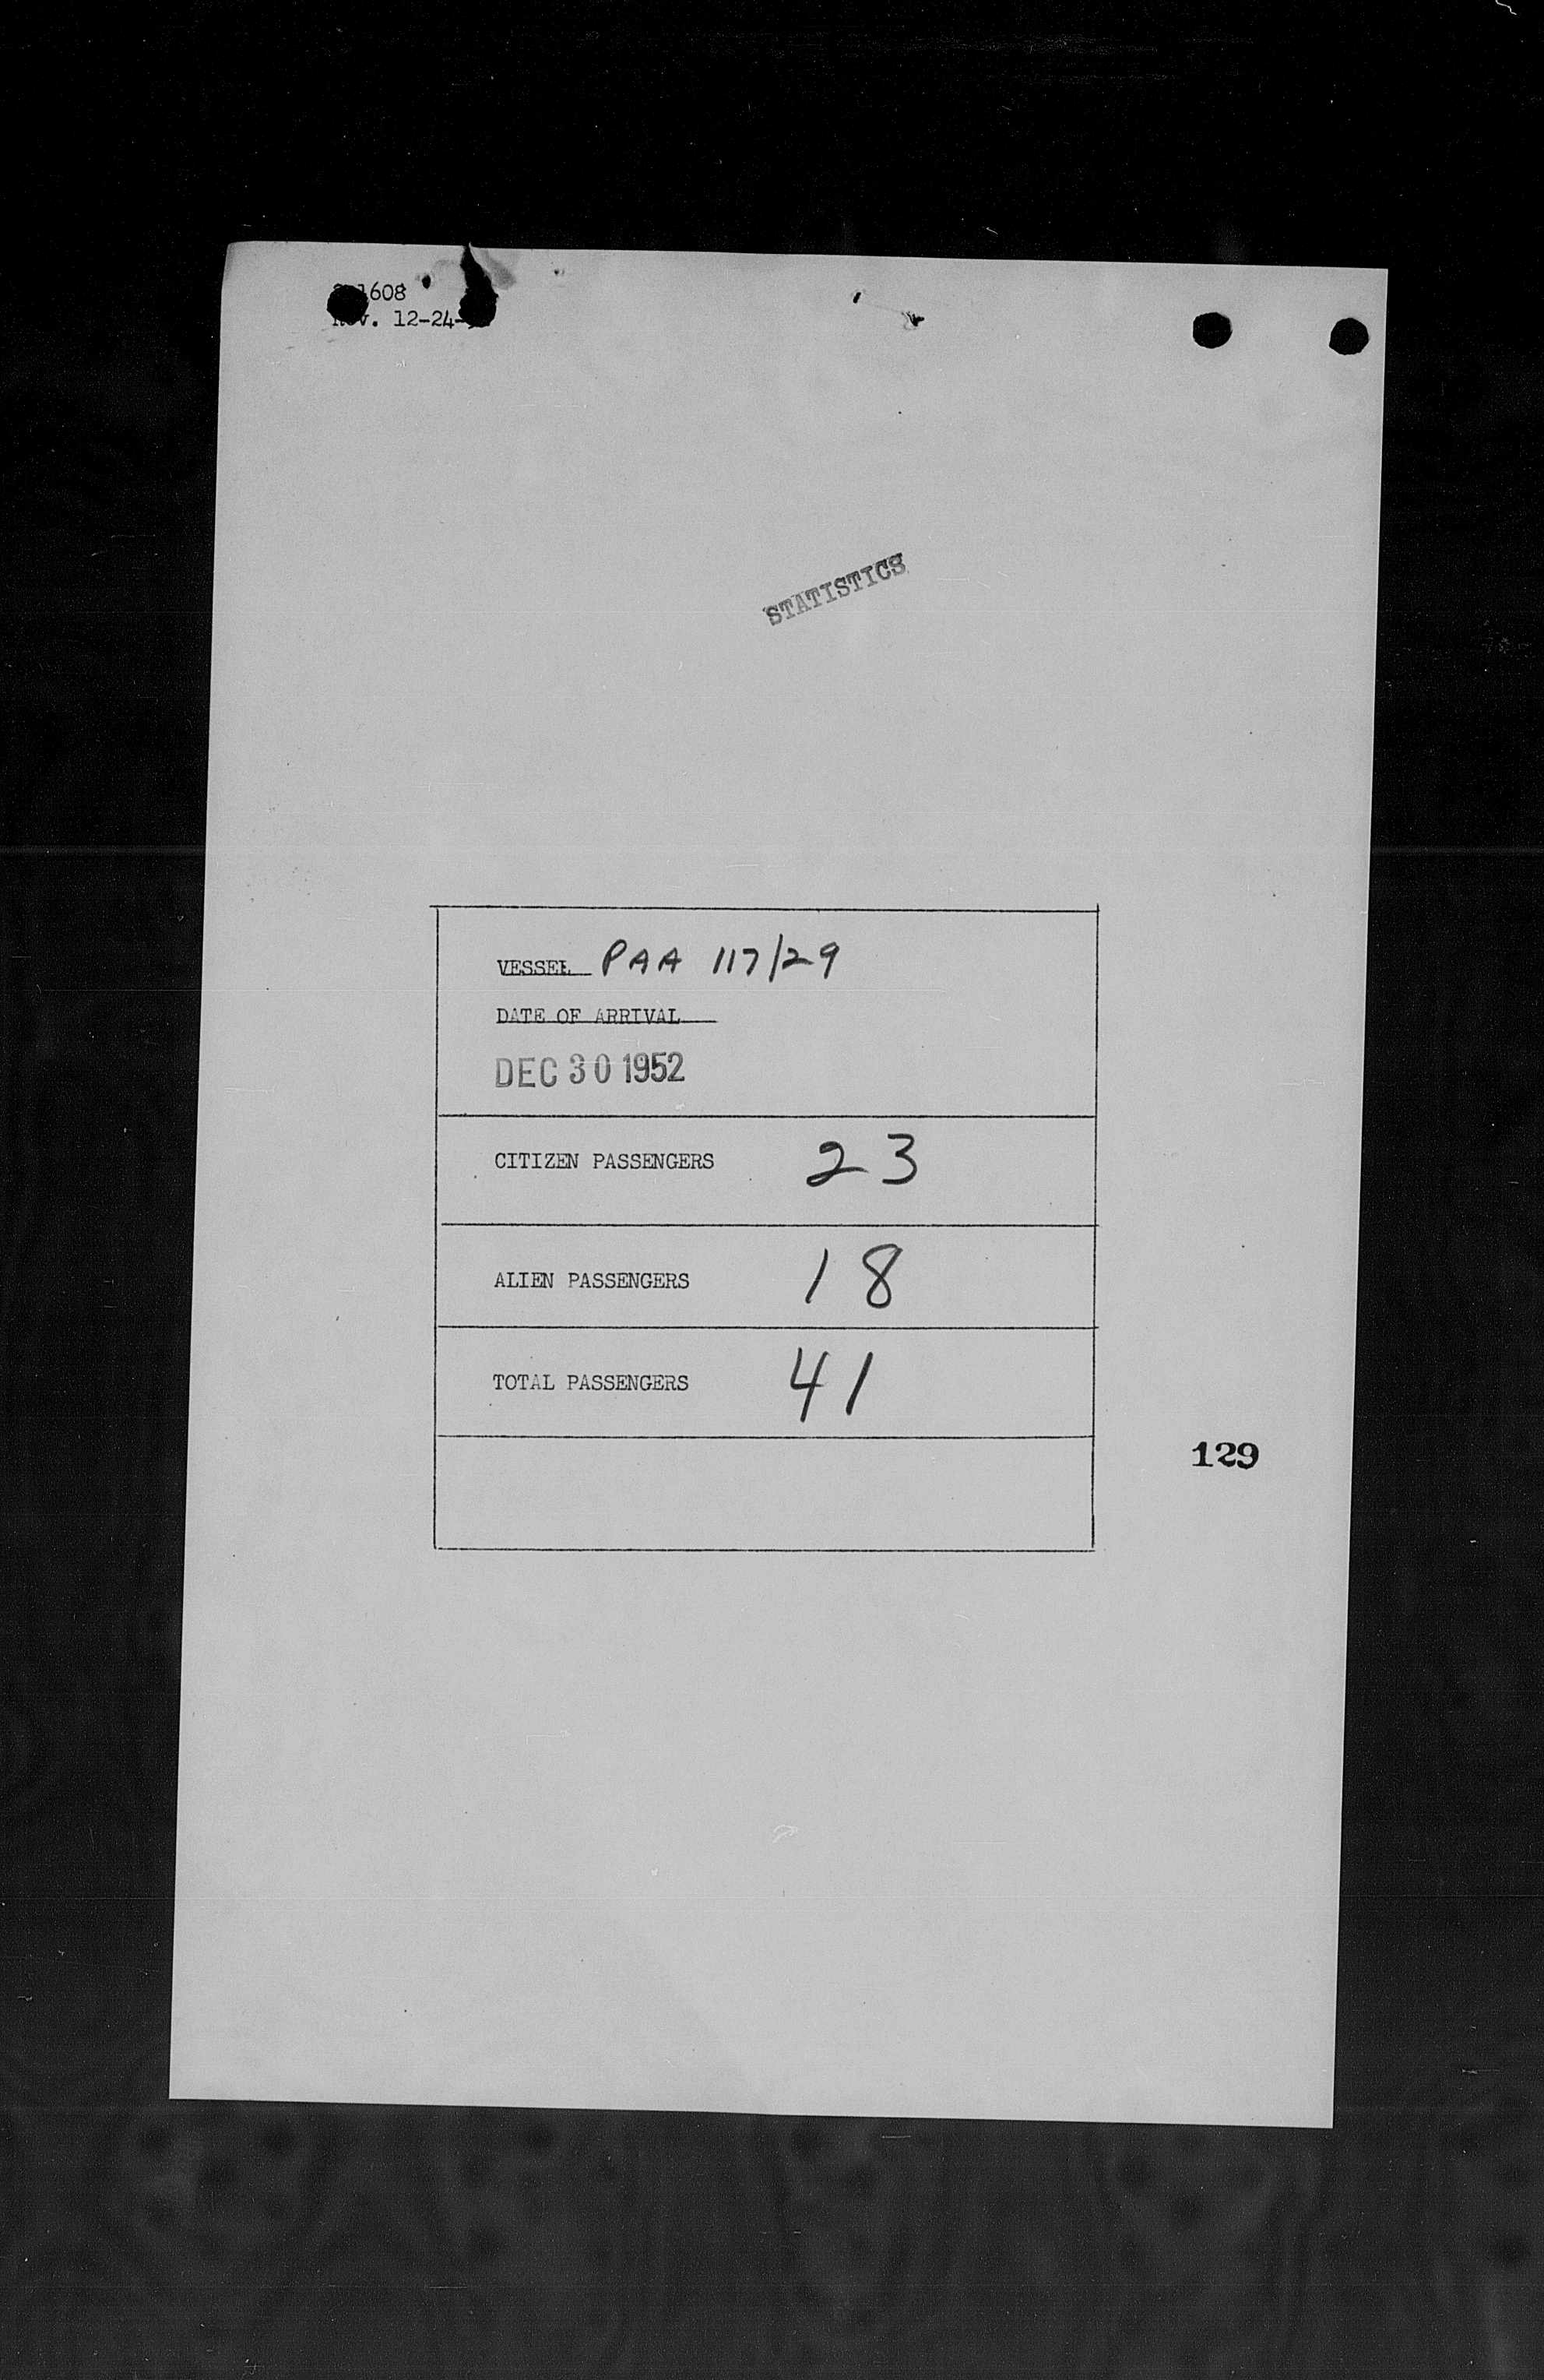 1608
12-24-
STATISTICS
VESSEL PAA 117/29
DATE OF ARRIVAL
DEC 30 1952
CITIZEN PASSENGERS 23
ALIEN PASSENGERS 18
TOTAL PASSENGERS 41
129